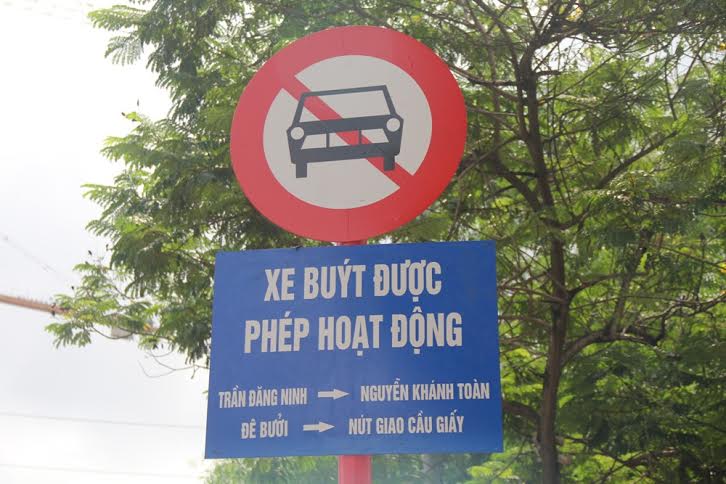 XE BUÝT ĐƯỢC
PHÉP HOẠT ĐỘNG
TRẦN ĐĂNG NINH → NGUYỄN KHÁNH TOÀN
ĐÊ BƯỞI → NÚT GIAO CẦU GIẤY